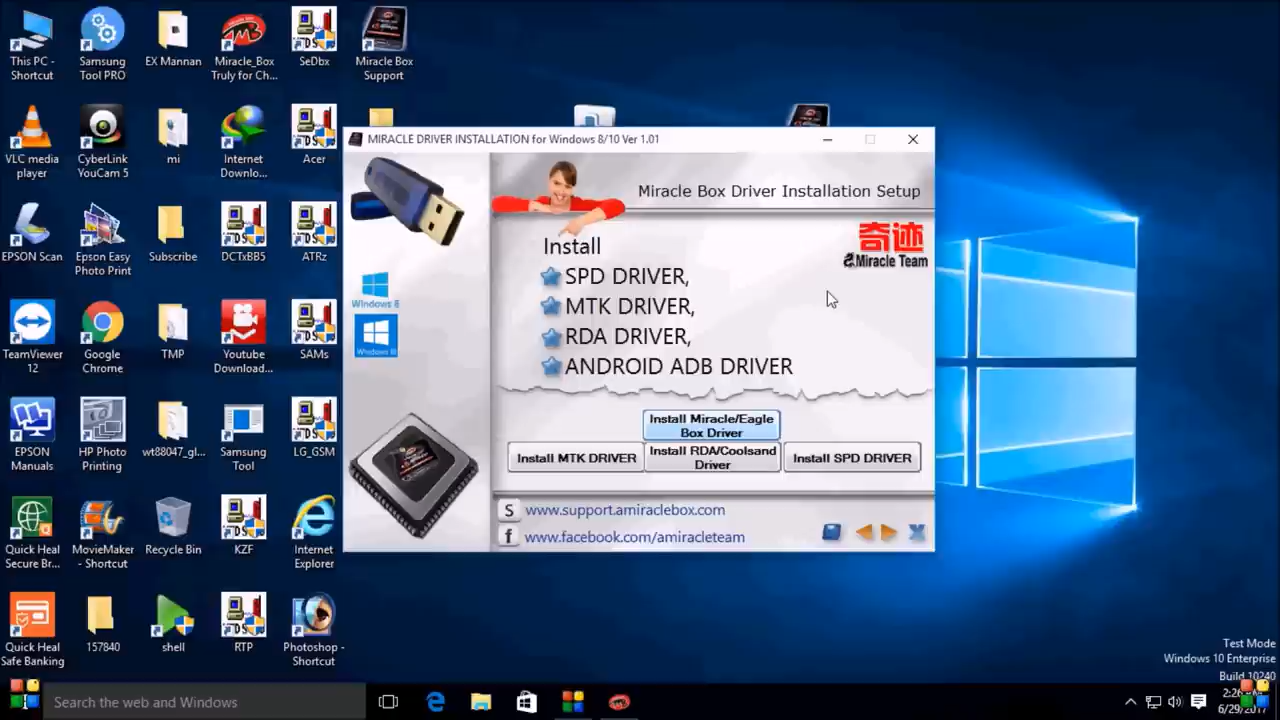 This PC -
Shortcut
Samsung
Tool PRO
EX Mannan
Miracle_Box
Truly for Ch...
SeDbx
Miracle Box
Support
VLC media
player
CyberLink
YouCam 5
mi
Internet
Downlo...
Acer
MIRACLE DRIVER INSTALLATION for Windows 8/10 Ver 1.01
Miracle Box Driver Installation Setup
Install
奇迹
Miracle Team
SPD DRIVER,
MTK DRIVER,
RDA DRIVER,
ANDROID ADB DRIVER
Windows 8
Windows 10
Install Miracle/Eagle
Box Driver
Install MTK DRIVER
Install RDA/Coolsand
Driver
Install SPD DRIVER
S www.support.amiraclebox.com
f www.facebook.com/amiracleteam
EPSON Scan
Epson Easy
Photo Print
Subscribe
DCTxBB5
ATRz
TeamViewer
12
Google
Chrome
TMP
Youtube
Download...
SAMs
EPSON
Manuals
HP Photo
Printing
wt88047_gl...
Samsung
Tool
LG_GSM
Quick Heal
Secure Br...
MovieMaker
- Shortcut
Recycle Bin
KZF
Internet
Explorer
Quick Heal
Safe Banking
157840
shell
RTP
Photoshop -
Shortcut
Test Mode
Windows 10 Enterprise
Build 10240
Search the web and Windows
6/29/2017